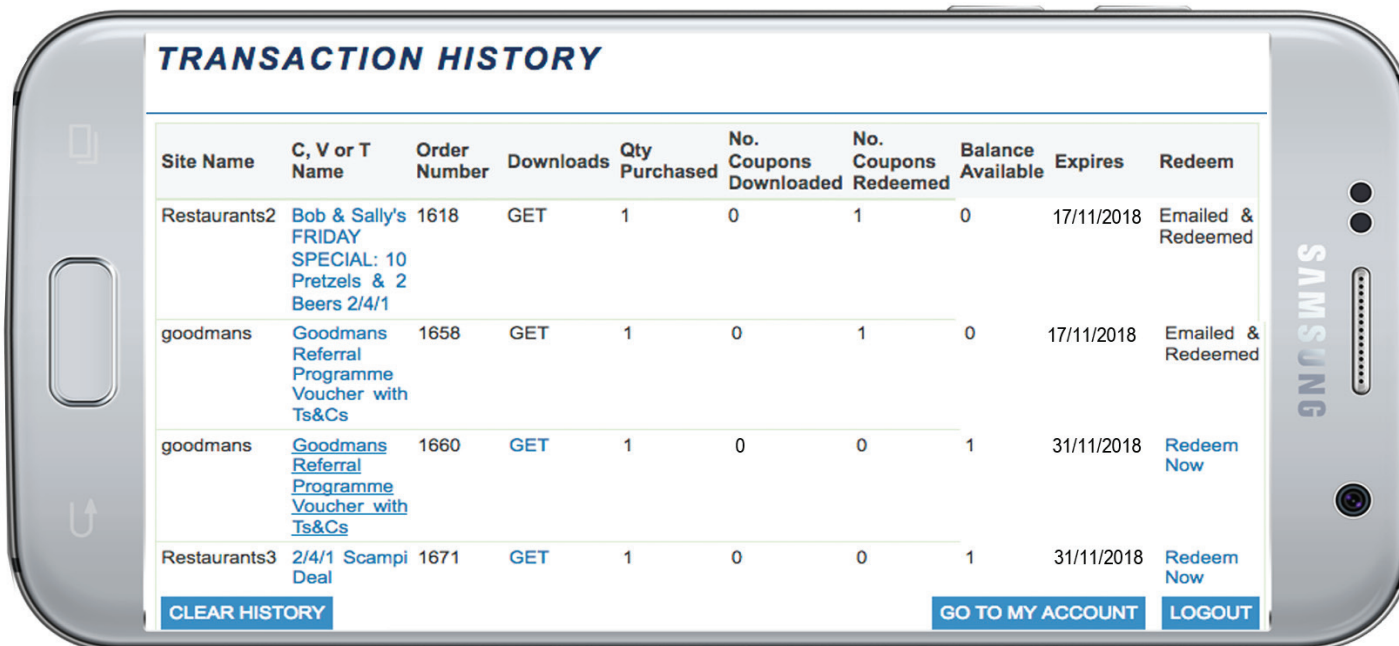 TRANSACTION HISTORY
Site Name
C, V or T
Name
Order
Number
Downloads
Qty
Purchased
No.
Coupons
Downloaded
No.
Coupons
Redeemed
Balance
Available
Expires
Redeem
Restaurants2
Bob & Sally's
FRIDAY
SPECIAL: 10
Pretzels & 2
Beers 2/4/1
1618
GET
1
0
1
0
17/11/2018
Emailed &
Redeemed
goodmans
Goodmans
Referral
Programme
Voucher with
Ts&Cs
1658
GET
1
0
1
0
17/11/2018
Emailed &
Redeemed
goodmans
Goodmans
Referral
Programme
Voucher with
Ts&Cs
1660
GET
1
0
0
1
31/11/2018
Redeem
Now
Restaurants3
2/4/1 Scampi
Deal
1671
GET
1
0
0
1
31/11/2018
Redeem
Now
CLEAR HISTORY
GO TO MY ACCOUNT
LOGOUT
SAMSUNG